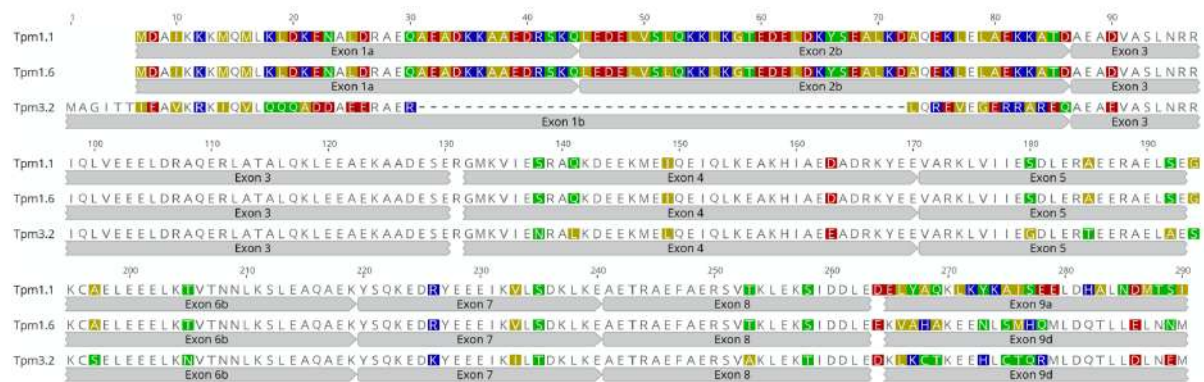 1 10 20 30 40 50 60 70 80 90
Tpm1.1 MDAIKKKMQMLKLDKENALDRAEQAEADKKAAEDRSKQLEDELVSLQKKLKGTEDELDKYSEALKDAQEKLELAEKKATDAEADVASLNRR
Exon 1a Exon 2b Exon 3
Tpm1.6 MDAIKKKMQMLKLDKENALDRAEQAEADKKAAEDRSKQLEDELVSLQKKLKGTEDELDKYSEALKDAQEKLELAEKKATDAEADVASLNRR
Exon 1a Exon 2b Exon 3
Tpm3.2 MAGITTIEAVKRKIQVLQQQADDAEERAER---------------------------------------LQREVEGERRAREQAEAEVASLNRR
Exon 1b Exon 3
100 110 120 130 140 150 160 170 180 190
Tpm1.1 IQLVEEELDRAQERLATALQKLEEAEKAADESERGMKVIESRAQKDEEKMEIQEIQLKEAKHIAEDADRKYEEVARKLVIIESDLERAEERAELSEG
Exon 3 Exon 4 Exon 5
Tpm1.6 IQLVEEELDRAQERLATALQKLEEAEKAADESERGMKVIESRAQKDEEKMEIQEIQLKEAKHIAEDADRKYEEVARKLVIIESDLERAEERAELSEG
Exon 3 Exon 4 Exon 5
Tpm3.2 IQLVEEELDRAQERLATALQKLEEAEKAADESERGMKVIENRALKDEEKMELQEIQLKEAKHIAEEADRKYEEVARKLVIIEGDLERTEERAELAES
Exon 3 Exon 4 Exon 5
200 210 220 230 240 250 260 270 280 290
Tpm1.1 KCAELEEELKTVTNNLKSLEAQAEKYSQKEDRYEEEIKVLSDKLKEAETRAEFAERSVTKLEKSIDDLEDELYAQKLKYKAISEELDHALNDMTSI
Exon 6b Exon 7 Exon 8 Exon 9a
Tpm1.6 KCAELEEELKTVTNNLKSLEAQAEKYSQKEDRYEEEIKVLSDKLKEAETRAEFAERSVTKLEKSIDDLEEKVAHAKEENLSMHQMLDQTLLELNNM
Exon 6b Exon 7 Exon 8 Exon 9d
Tpm3.2 KCSELEEELKNVTNNLKSLEAQAEKYSQKEDKYEEEIKILTDKLKEAETRAEFAERSVAKLEKTIDDLEDKLKCTKEEHLCTQRMLDQTLLDLNEM
Exon 6b Exon 7 Exon 8 Exon 9d